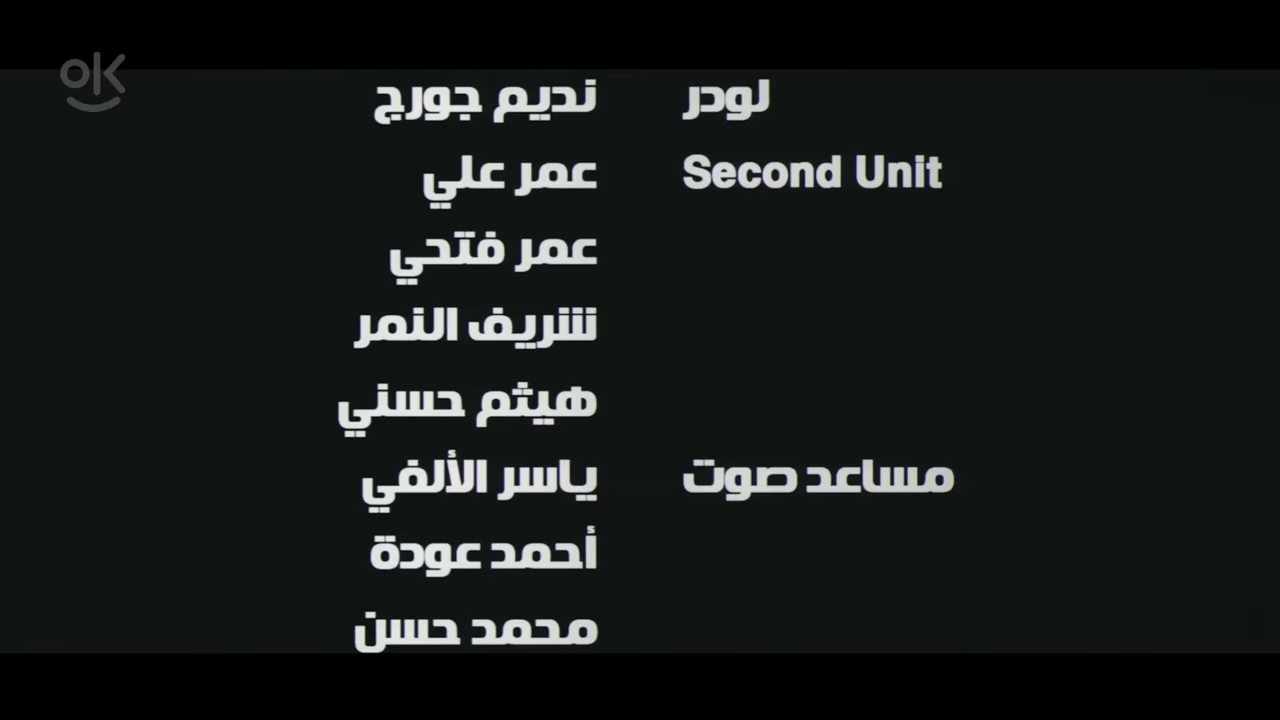 ok
لودر نديم جورج
Second Unit عمر علي
عمر فتحي
شريف النمر
هيثم حسني
مساعد صوت ياسر الألفي
أحمد عودة
محمد حسن